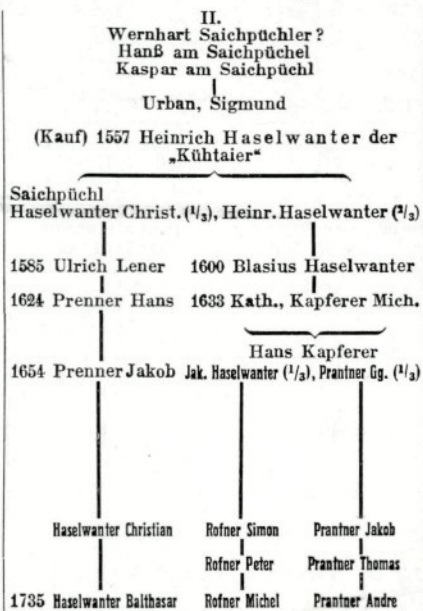 II.
Wernhart Saichpüchler?
Hanß am Saichpüchel
Kaspar am Saichpüchl
Urban, Sigmund
(Kauf) 1557 Heinrich Haselwanter der
„Kühtaier“
Saichpüchl
Haselwanter Christ. (¹/₃), Heinr. Haselwanter (²/₃)
1585 Ulrich Lener 1600 Blasius Haselwanter
1624 Prenner Hans 1633 Kath., Kapferer Mich.
Hans Kapferer
1654 Prenner Jakob Jak. Haselwanter (¹/₃), Prantner Gg. (¹/₃)
Haselwanter Christian Rofner Simon Prantner Jakob
Rofner Peter Prantner Thomas
1735 Haselwanter Balthasar Rofner Michel Prantner Andre